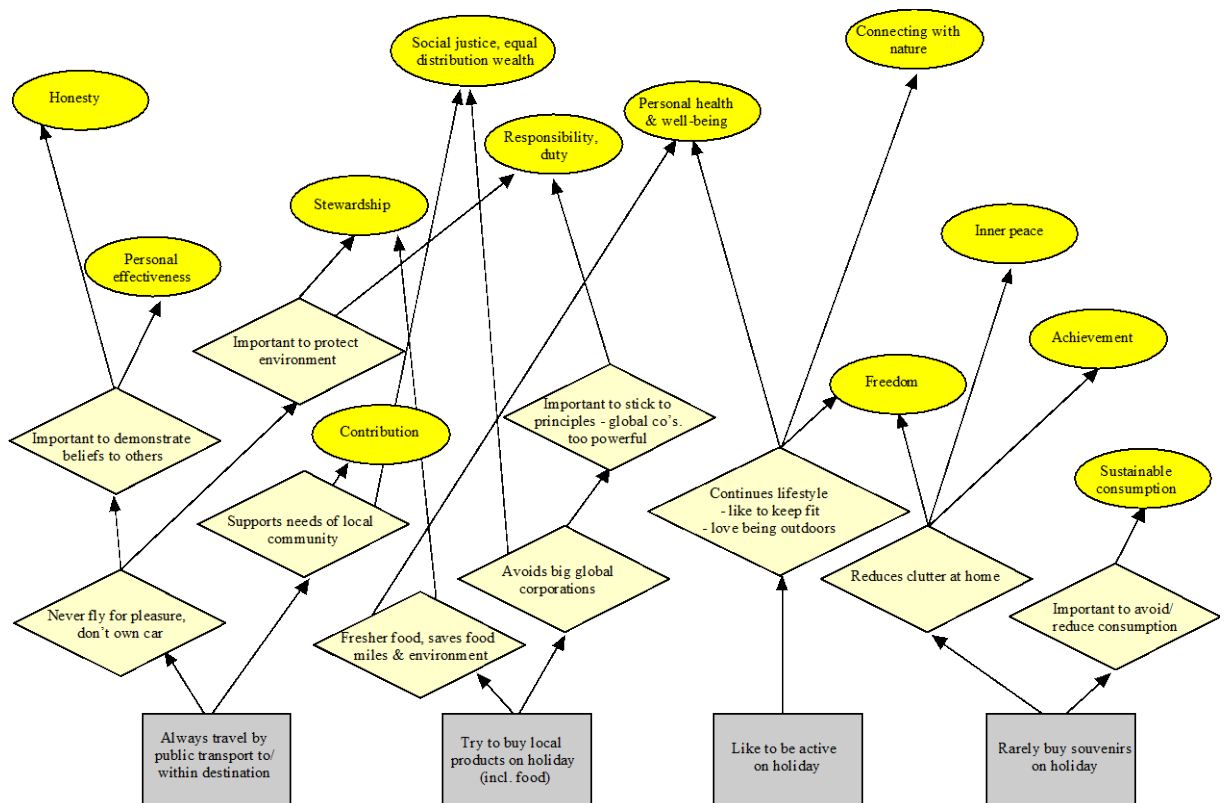 Connecting with
nature
Social justice, equal
distribution wealth
Honesty
Personal health
& well-being
Responsibility,
duty
Stewardship
Inner peace
Personal
effectiveness
Important to protect
environment
Achievement
Freedom
Important to stick to
principles - global co's.
too powerful
Important to demonstrate
beliefs to others
Contribution
Sustainable
consumption
Continues lifestyle
- like to keep fit
- love being outdoors
Supports needs of local
community
Avoids big global
corporations
Reduces clutter at home
Never fly for pleasure,
don't own car
Important to avoid/
reduce consumption
Fresher food, saves food
miles & environment
Always travel by
public transport to/
within destination
Try to buy local
products on holiday
(incl. food)
Like to be active
on holiday
Rarely buy souvenirs
on holiday